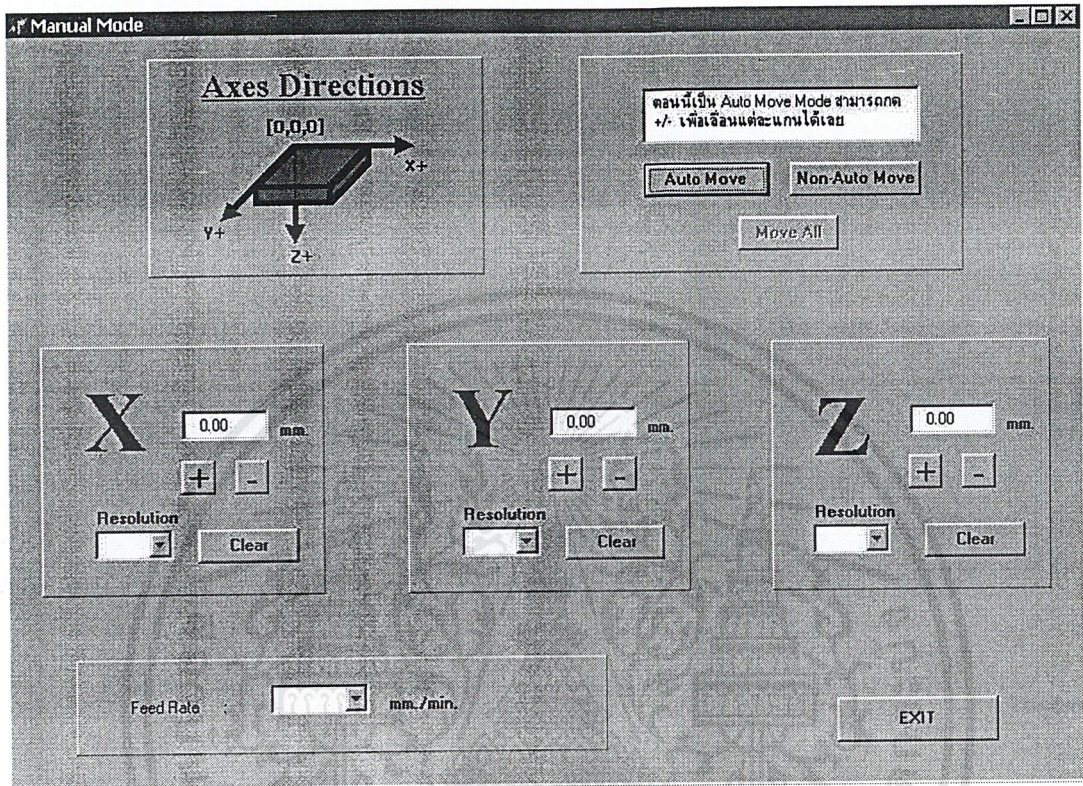 Manual Mode
Axes Directions
[0,0,0]
X+
Y+
Z+
ตอนนี้เป็น Auto Move Mode สามารถกด
+/- เพื่อเลื่อนแต่ละแกนได้เลย
Auto Move
Non-Auto Move
Move All
X
0.00
mm.
+
-
Resolution
Clear
Y
0.00
mm.
+
-
Resolution
Clear
Z
0.00
mm.
+
-
Resolution
Clear
Feed Rate :
mm./min.
EXIT